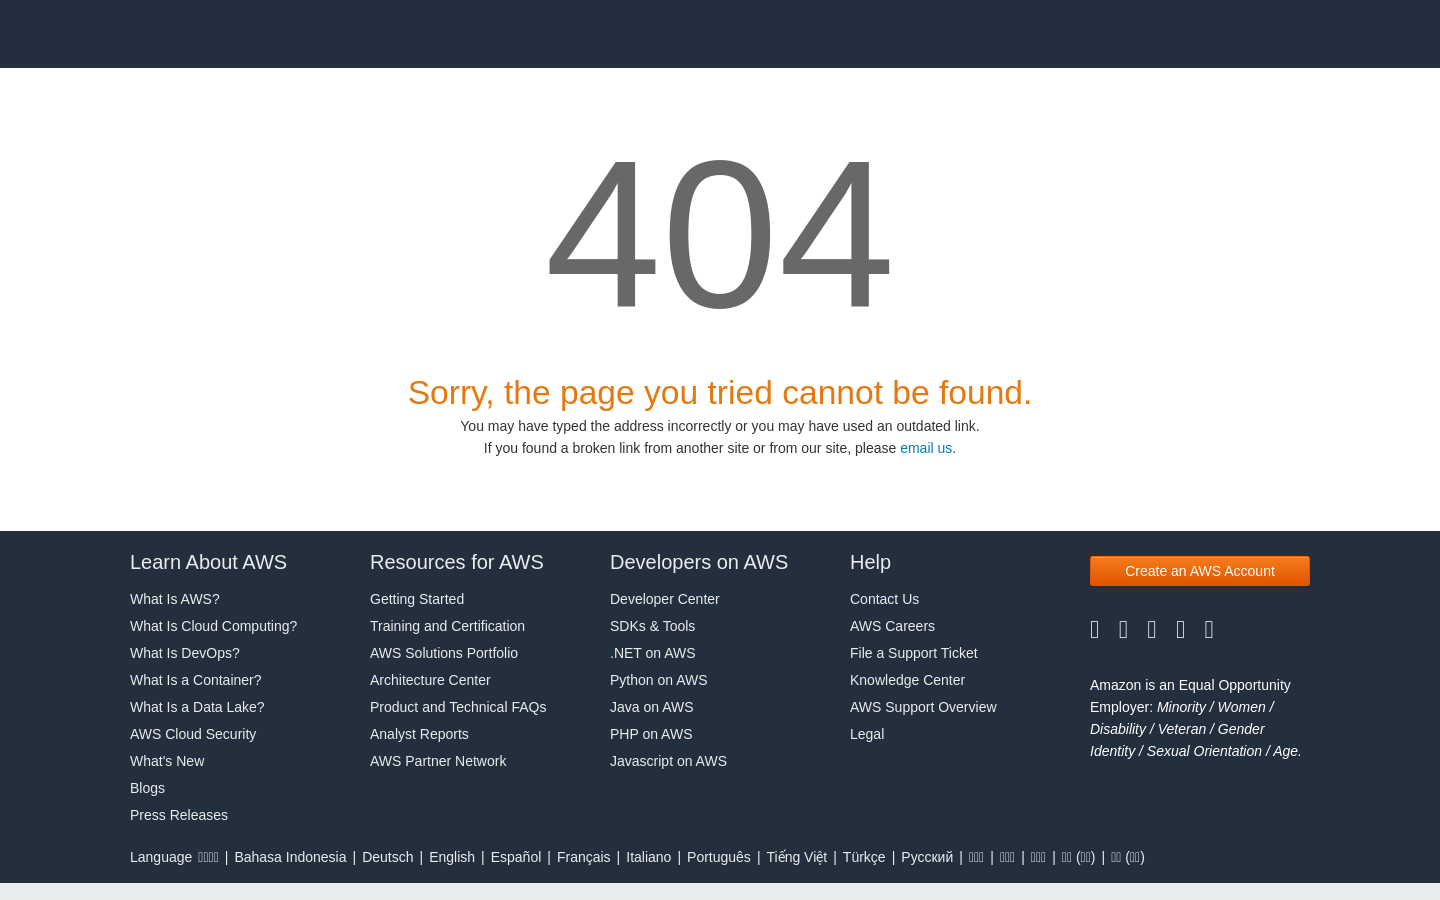 404
Sorry, the page you tried cannot be found.
You may have typed the address incorrectly or you may have used an outdated link.
If you found a broken link from another site or from our site, please email us.
Learn About AWS
What Is AWS?
What Is Cloud Computing?
What Is DevOps?
What Is a Container?
What Is a Data Lake?
AWS Cloud Security
What's New
Blogs
Press Releases
Resources for AWS
Getting Started
Training and Certification
AWS Solutions Portfolio
Architecture Center
Product and Technical FAQs
Analyst Reports
AWS Partner Network
Developers on AWS
Developer Center
SDKs & Tools
.NET on AWS
Python on AWS
Java on AWS
PHP on AWS
Javascript on AWS
Help
Contact Us
AWS Careers
File a Support Ticket
Knowledge Center
AWS Support Overview
Legal
Create an AWS Account
Amazon is an Equal Opportunity
Employer: Minority / Women /
Disability / Veteran / Gender
Identity / Sexual Orientation / Age.
Language | Bahasa Indonesia | Deutsch | English | Español | Français | Italiano | Português | Tiếng Việt | Türkçe | Русский |